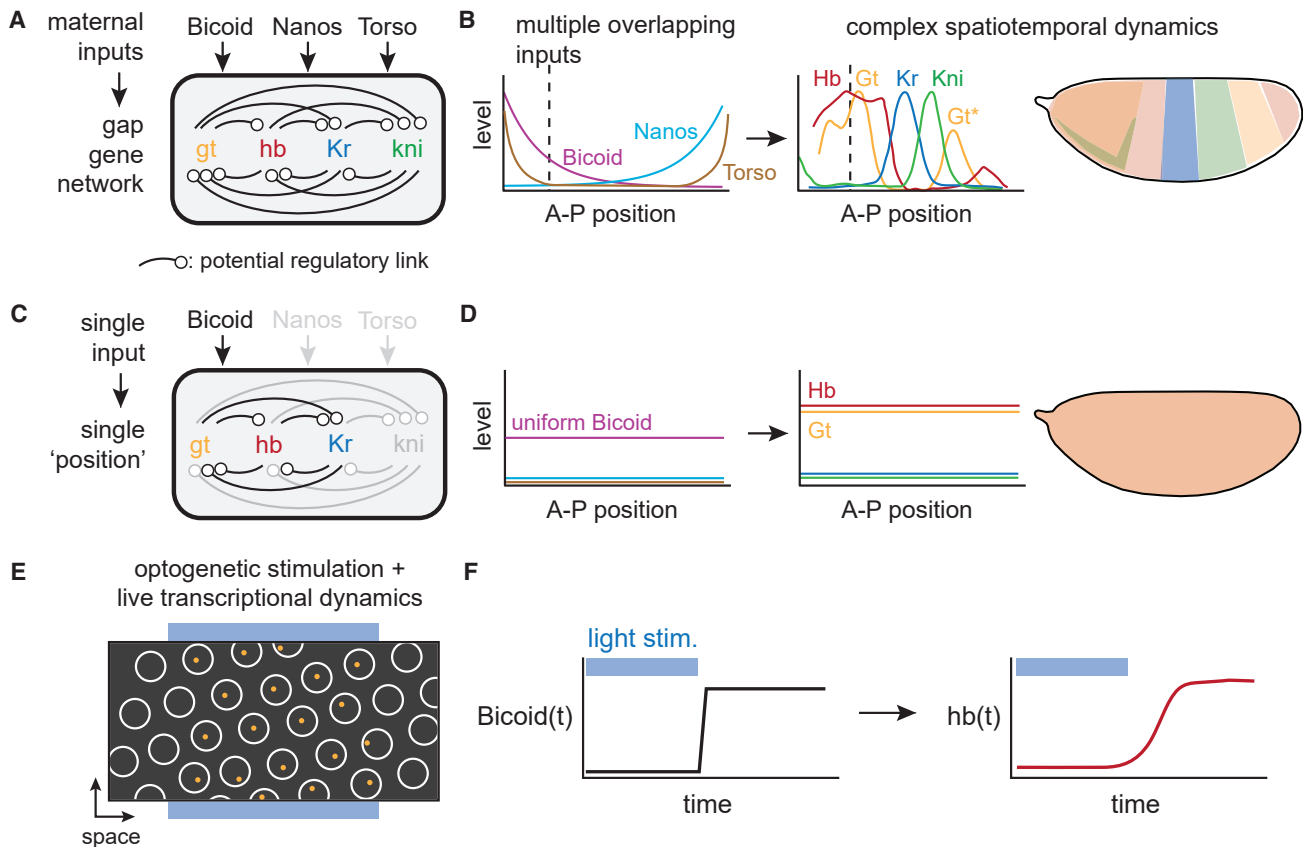 A
maternal
inputs
gap
gene
network
Bicoid
Nanos
Torso
gt
hb
Kr
kni
: potential regulatory link
B
multiple overlapping
inputs
complex spatiotemporal dynamics
level
Bicoid
Nanos
Torso
A-P position
Hb
Gt
Kr
Kni
Gt*
A-P position
C
single
input
single
‘position’
Bicoid
Nanos
Torso
gt
hb
Kr
kni
D
level
uniform Bicoid
A-P position
Hb
Gt
A-P position
E
optogenetic stimulation +
live transcriptional dynamics
space
F
light stim.
Bicoid(t)
time
hb(t)
time